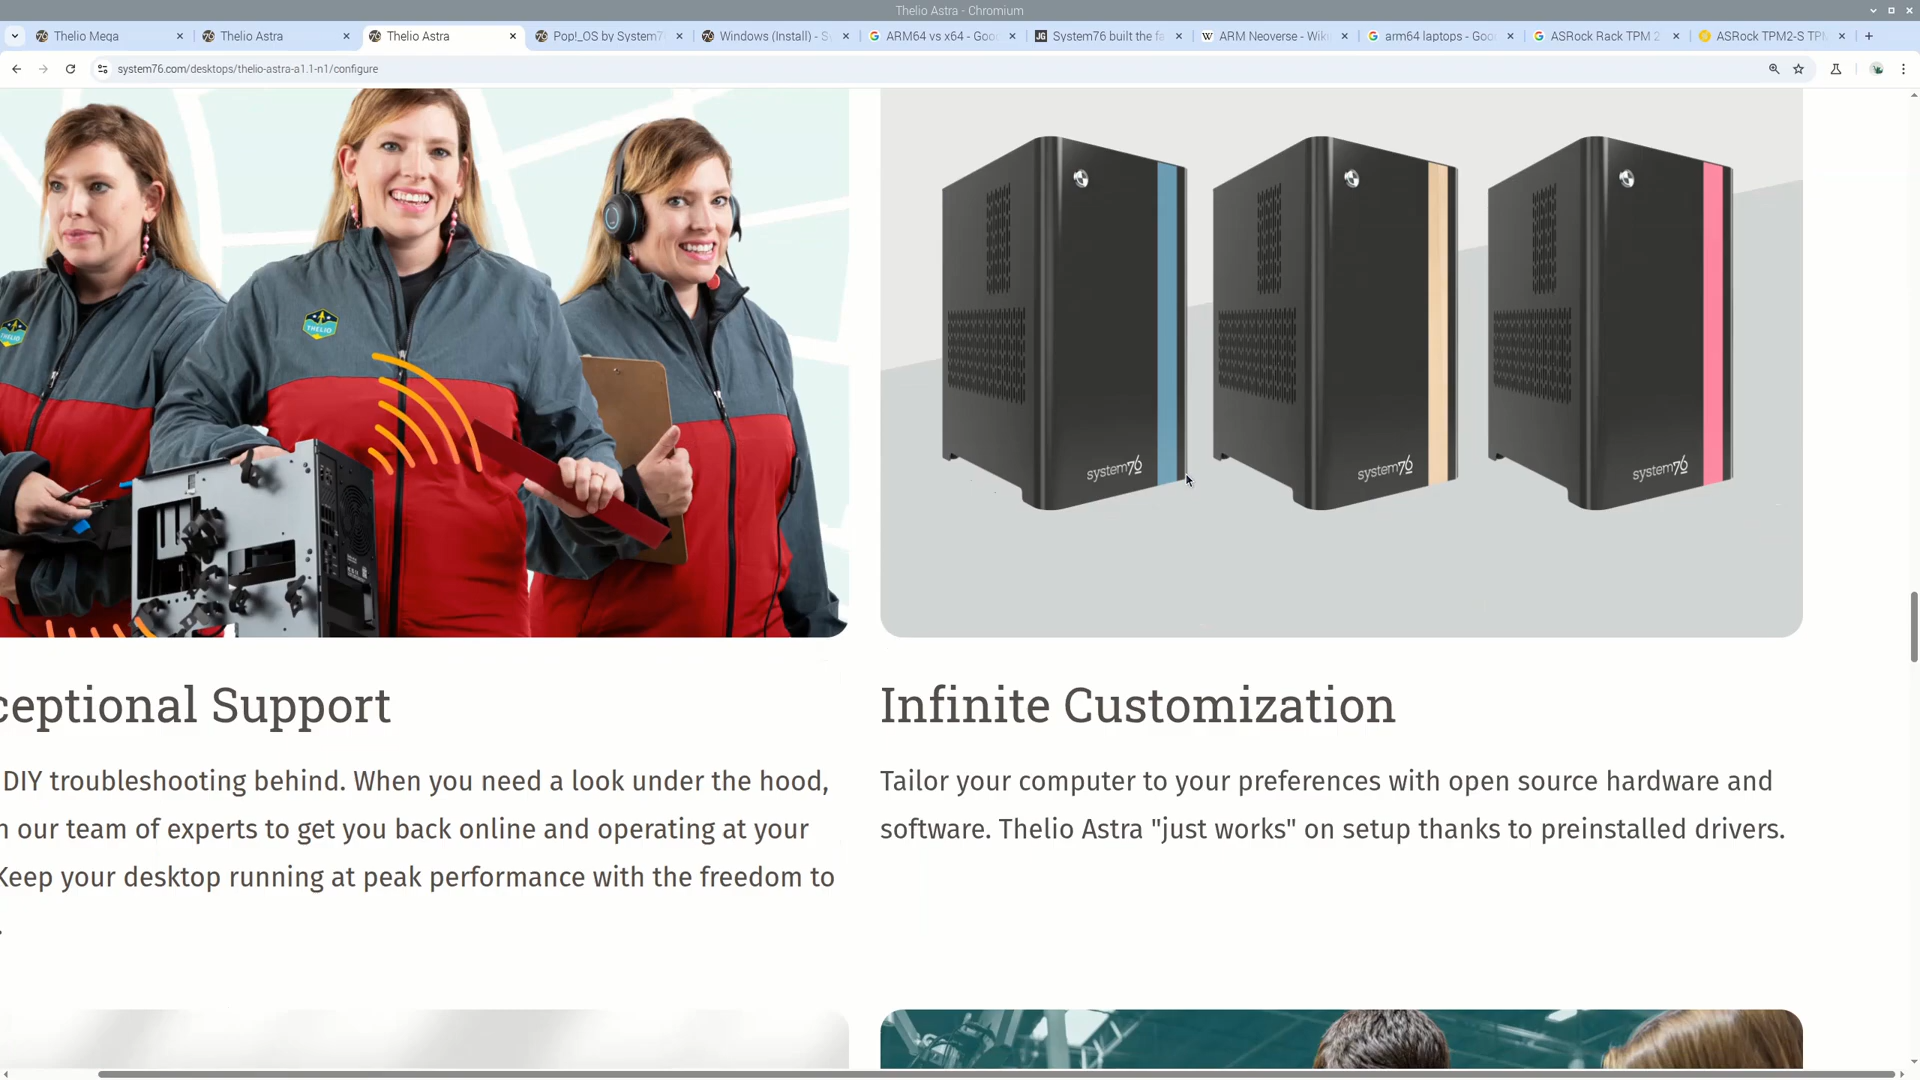 Thelio Astra - Chromium
Thelio Mega
Thelio Astra
Thelio Astra
Pop!_OS by System7
Windows (Install) - S
ARM64 vs x64 - Goo
System76 built the fa
ARM Neoverse - Wiki
arm64 laptops - Goo
ASRock Rack TPM 2
ASRock TPM2-S TPM
system76.com/desktops/thelio-astra-a1.1-n1/configure
THELIO
THELIO
system76
system76
system76
ceptional Support
DIY troubleshooting behind. When you need a look under the hood,
n our team of experts to get you back online and operating at your
Keep your desktop running at peak performance with the freedom to
.
Infinite Customization
Tailor your computer to your preferences with open source hardware and
software. Thelio Astra "just works" on setup thanks to preinstalled drivers.